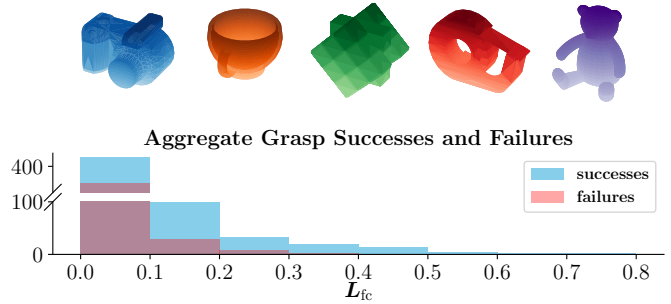 Aggregate Grasp Successes and Failures
400
100
0
successes
failures
0.0 0.1 0.2 0.3 0.4 0.5 0.6 0.7 0.8
L_fc